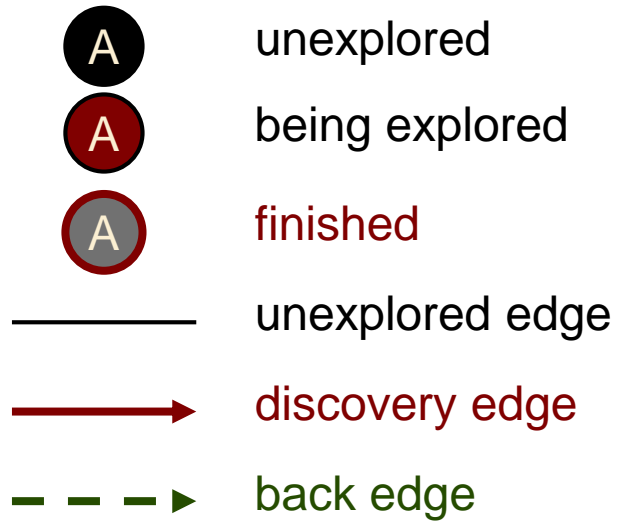 A unexplored
A being explored
A finished
unexplored edge
discovery edge
back edge